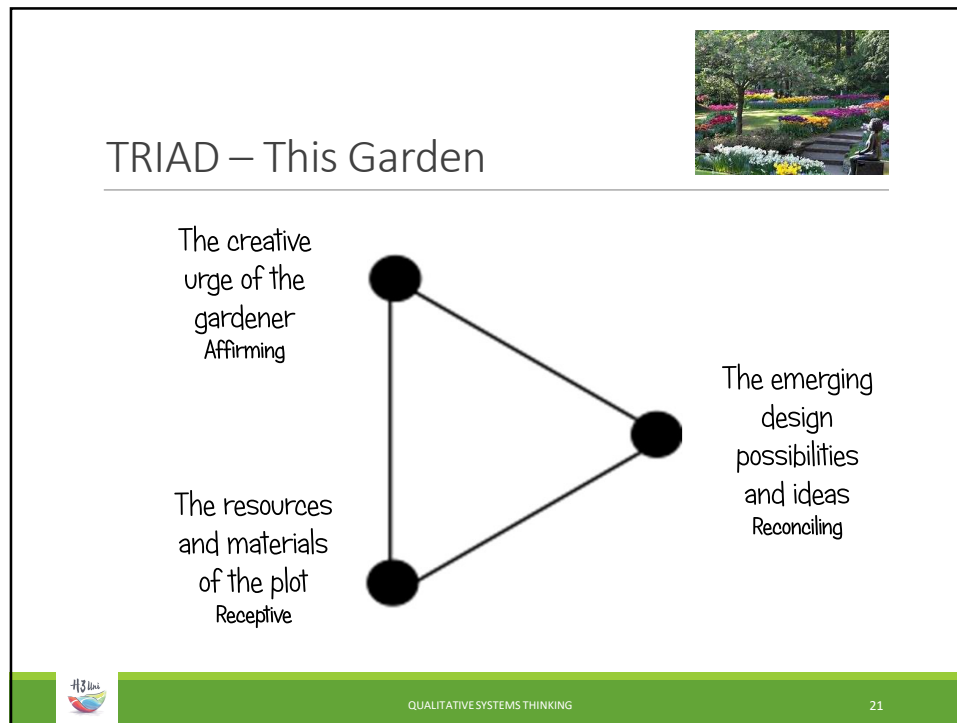 TRIAD – This Garden
The creative
urge of the
gardener
Affirming
The emerging
design
possibilities
and ideas
Reconciling
The resources
and materials
of the plot
Receptive
H3Uni
QUALITATIVE SYSTEMS THINKING
21